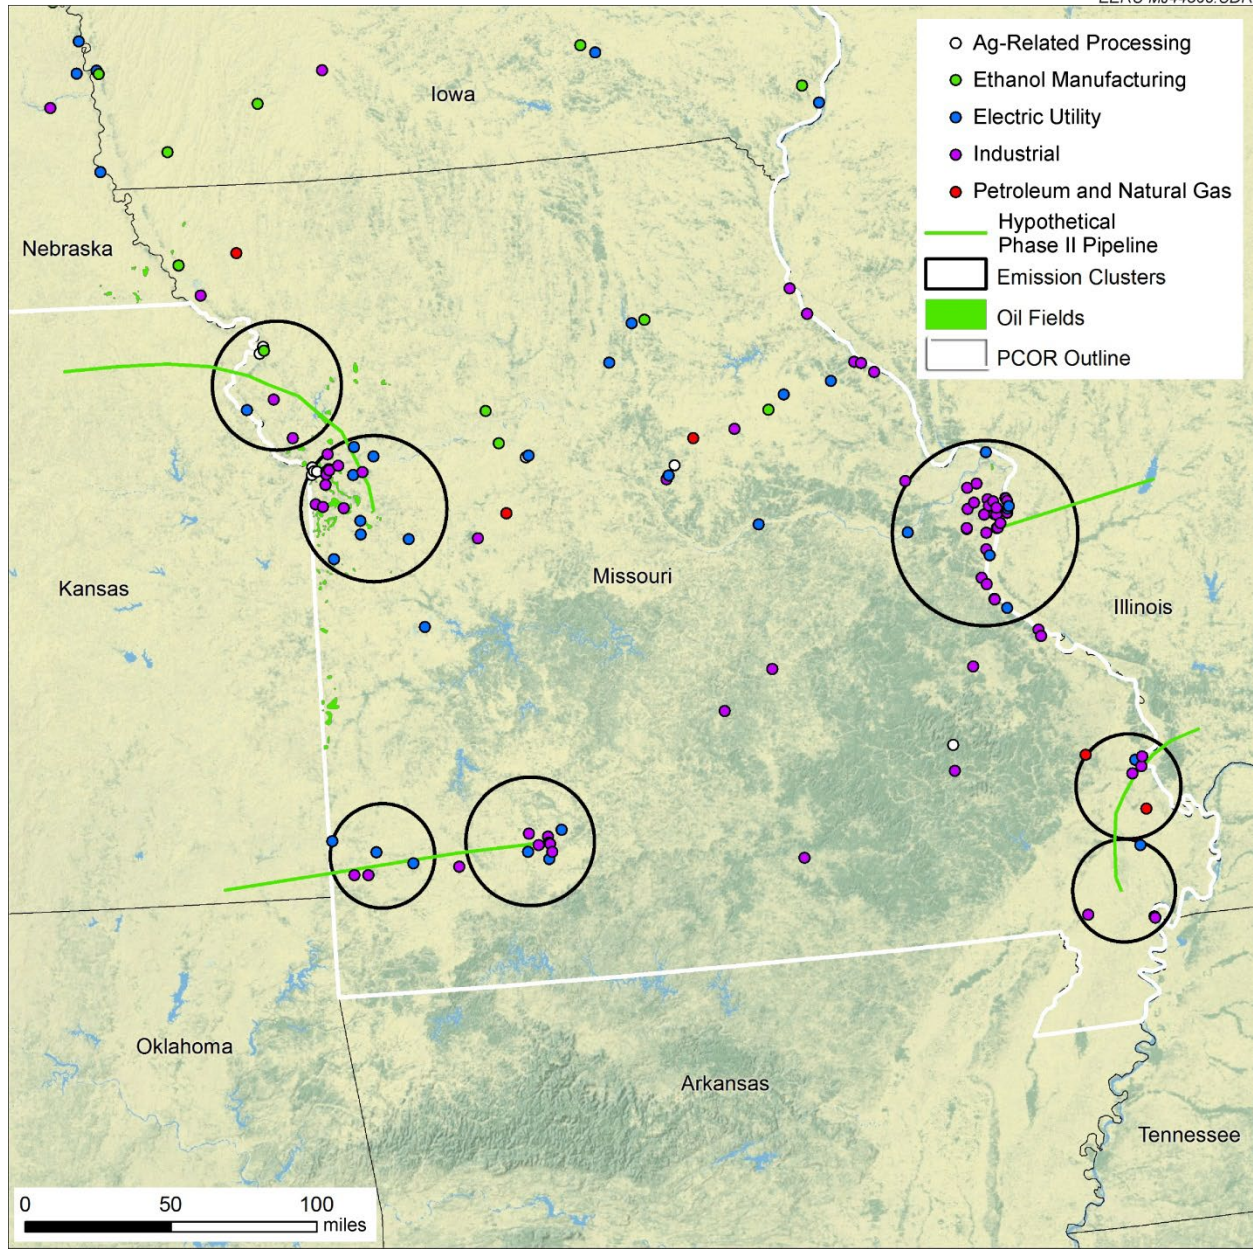 Ag-Related Processing
Ethanol Manufacturing
Electric Utility
Industrial
Petroleum and Natural Gas
Hypothetical
Phase II Pipeline
Emission Clusters
Oil Fields
PCOR Outline
Iowa
Nebraska
Kansas
Missouri
Illinois
Oklahoma
Arkansas
Tennessee
0 50 100
miles